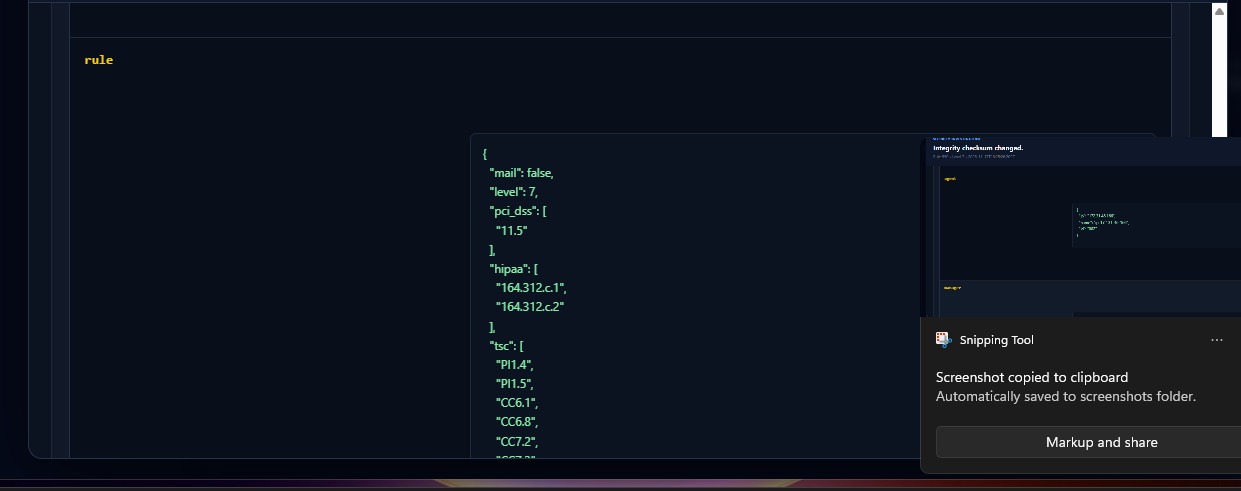 rule
{
"mail": false,
"level": 7,
"pci_dss": [
"11.5"
],
"hipaa": [
"164.312.c.1",
"164.312.c.2"
],
"tsc": [
"PI1.4",
"PI1.5",
"CC6.1",
"CC6.8",
"CC7.2",
Integrity checksum changed.
agent
manager
Snipping Tool
...
Screenshot copied to clipboard
Automatically saved to screenshots folder.
Markup and share